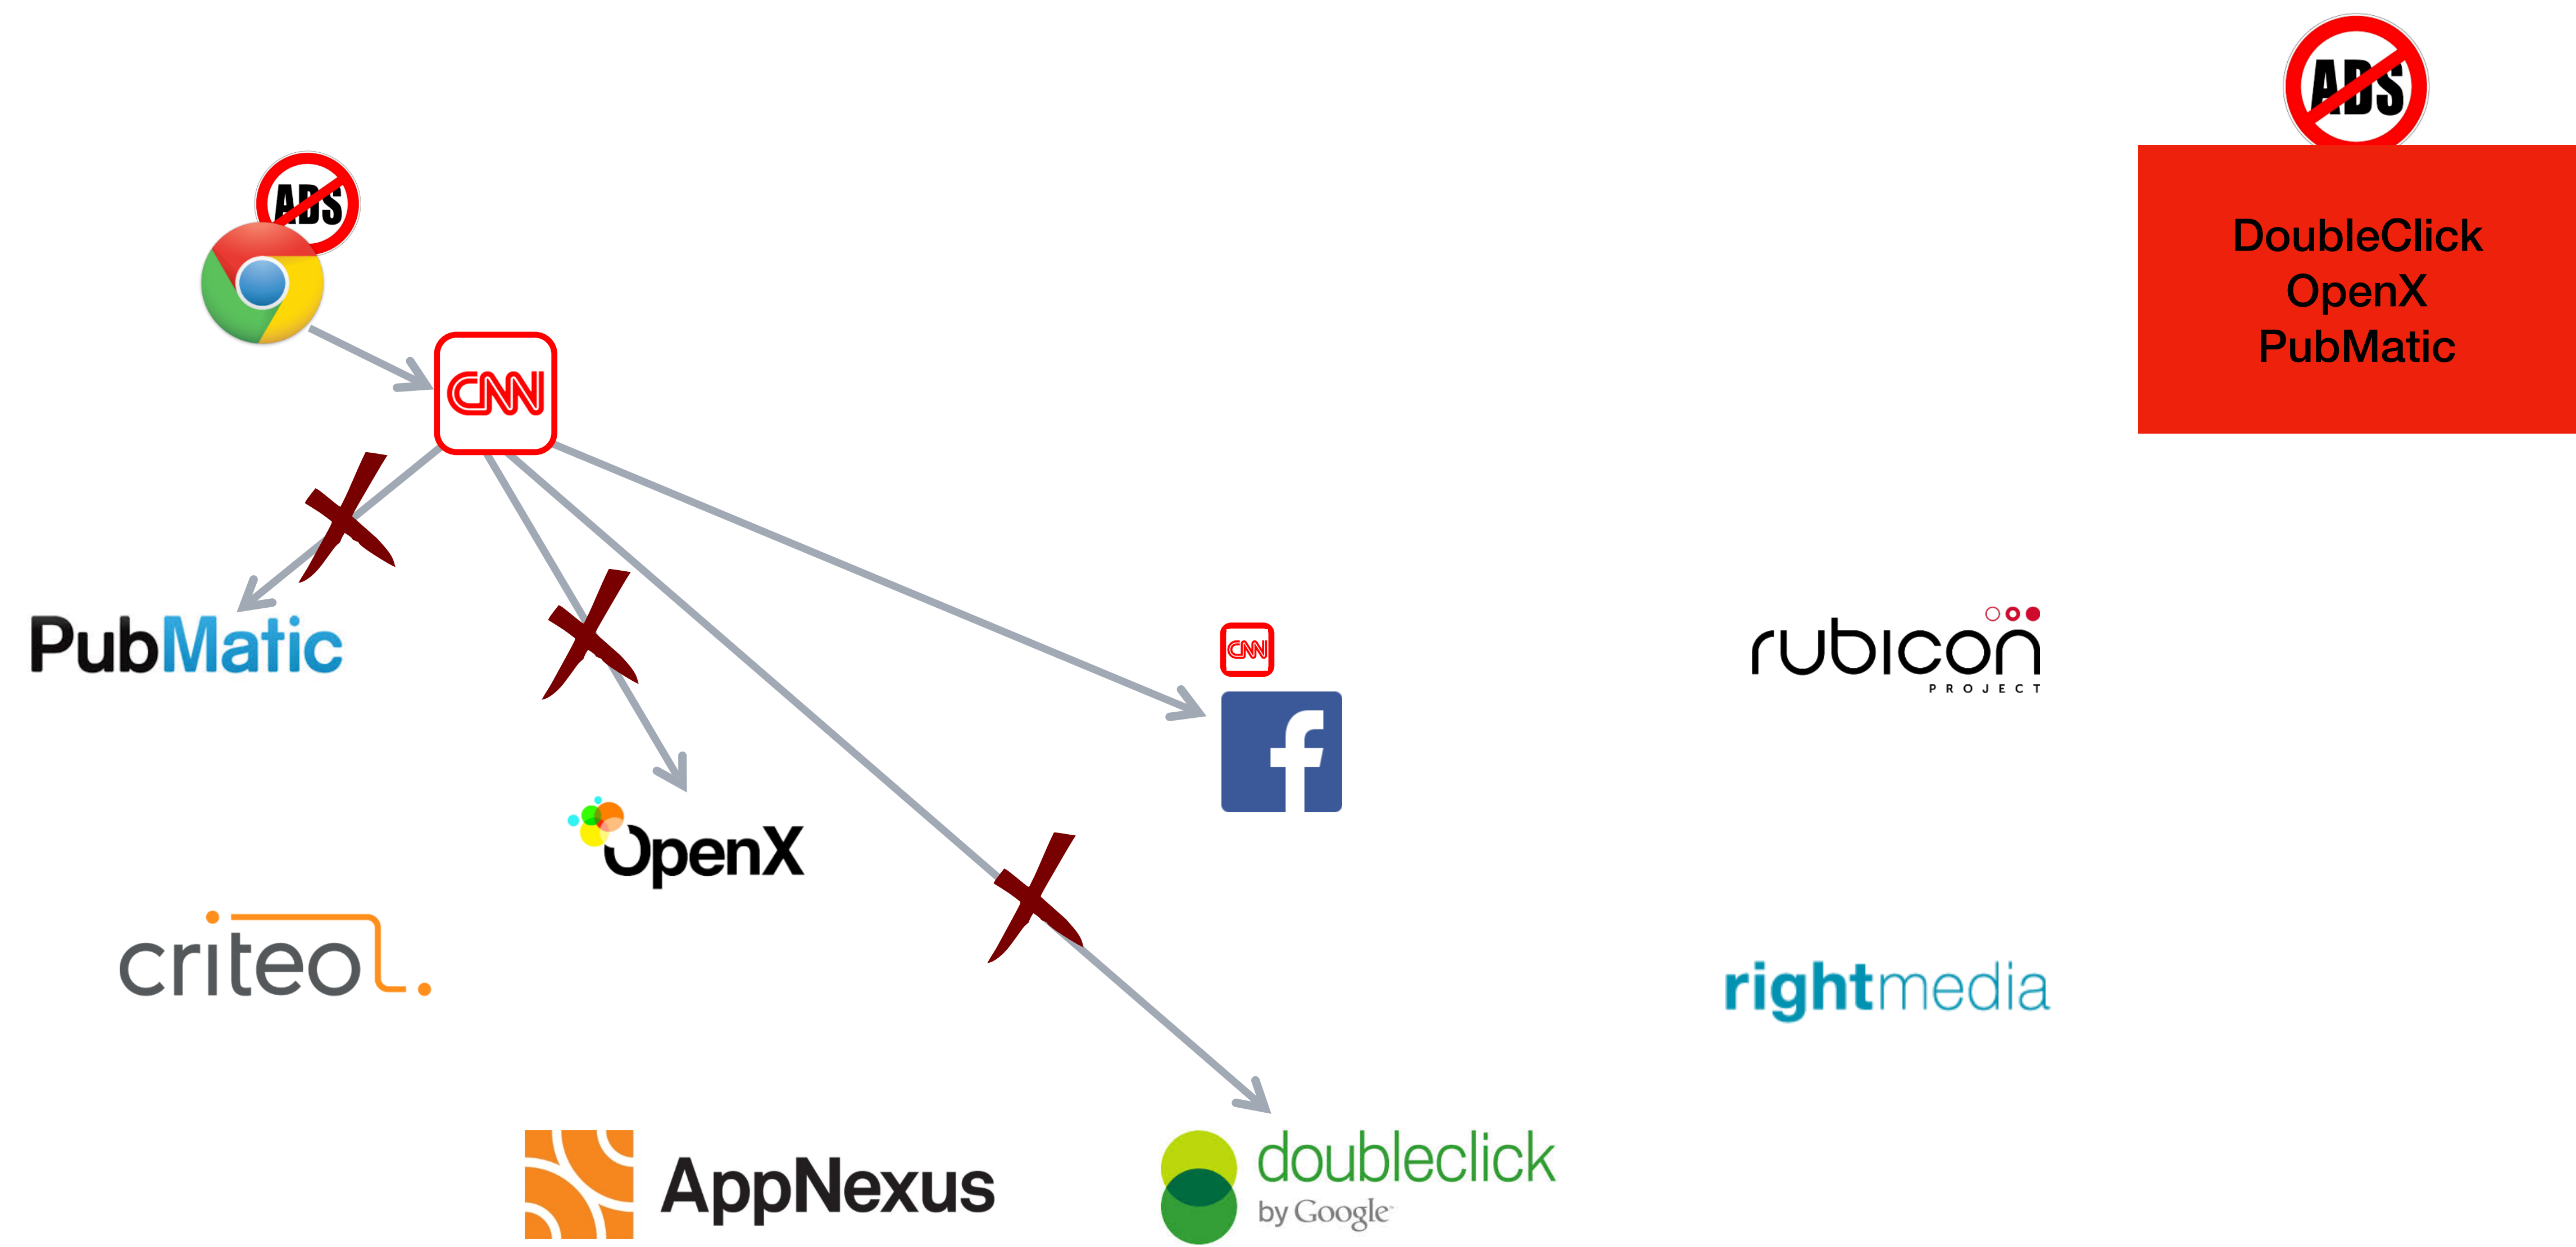 ADS
ADS
DoubleClick
OpenX
PubMatic
CNN
PubMatic
CNN
f
rubicon
PROJECT
OpenX
criteo
rightmedia
AppNexus
doubleclick
by Google